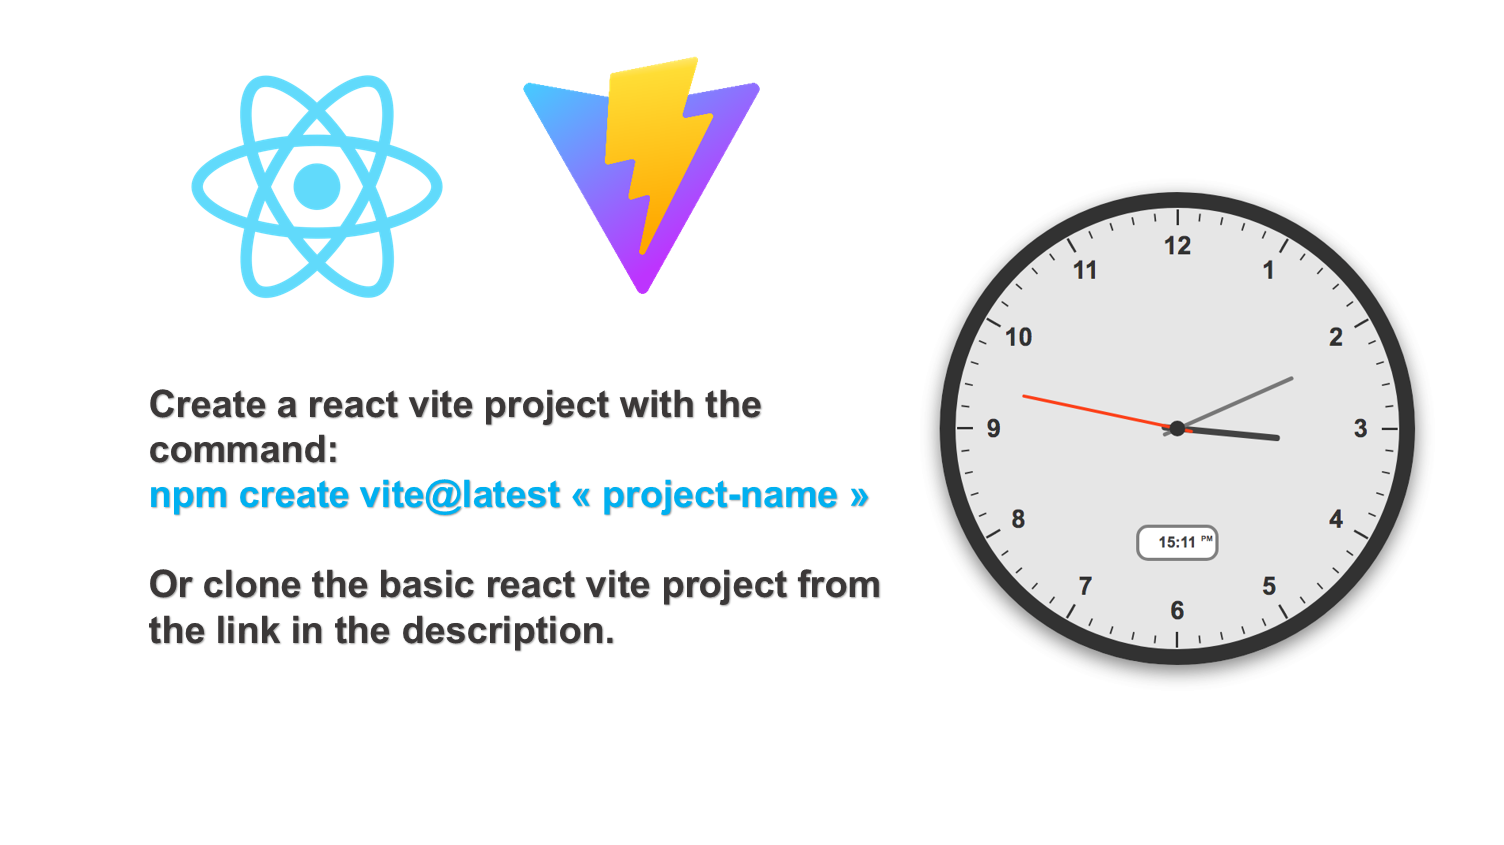 Create a react vite project with the
command:
npm create vite@latest « project-name »
Or clone the basic react vite project from
the link in the description.
12
1
2
3
4
5
6
7
8
9
10
11
15:11 PM